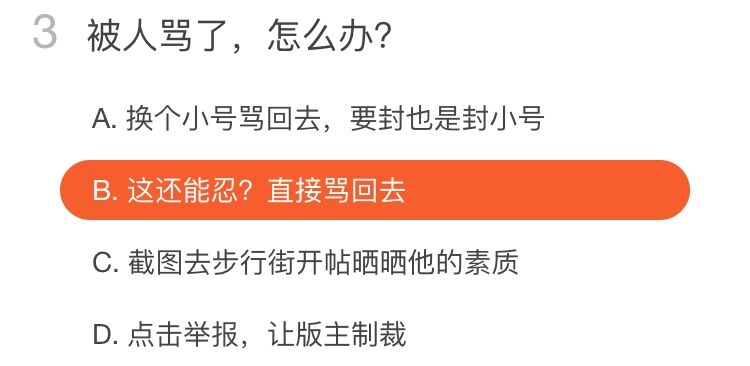 3 被人骂了，怎么办？
A. 换个小号骂回去，要封也是封小号
B. 这还能忍？直接骂回去
C. 截图去步行街开帖晒晒他的素质
D. 点击举报，让版主制裁